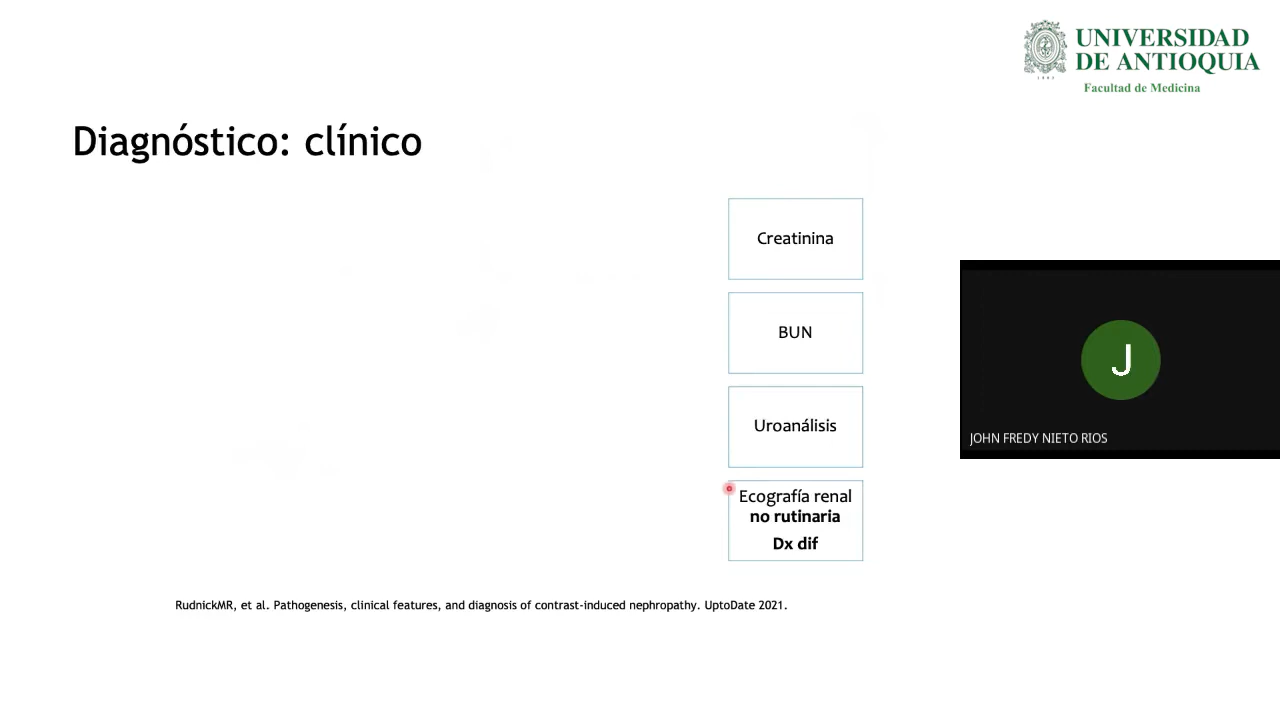 UNIVERSIDAD
DE ANTIOQUIA
1803
Facultad de Medicina
Diagnóstico: clínico
Creatinina
BUN
Uroanálisis
Ecografía renal
no rutinaria
Dx dif
J
JOHN FREDY NIETO RIOS
RudnickMR, et al. Pathogenesis, clinical features, and diagnosis of contrast-induced nephropathy. UptoDate 2021.